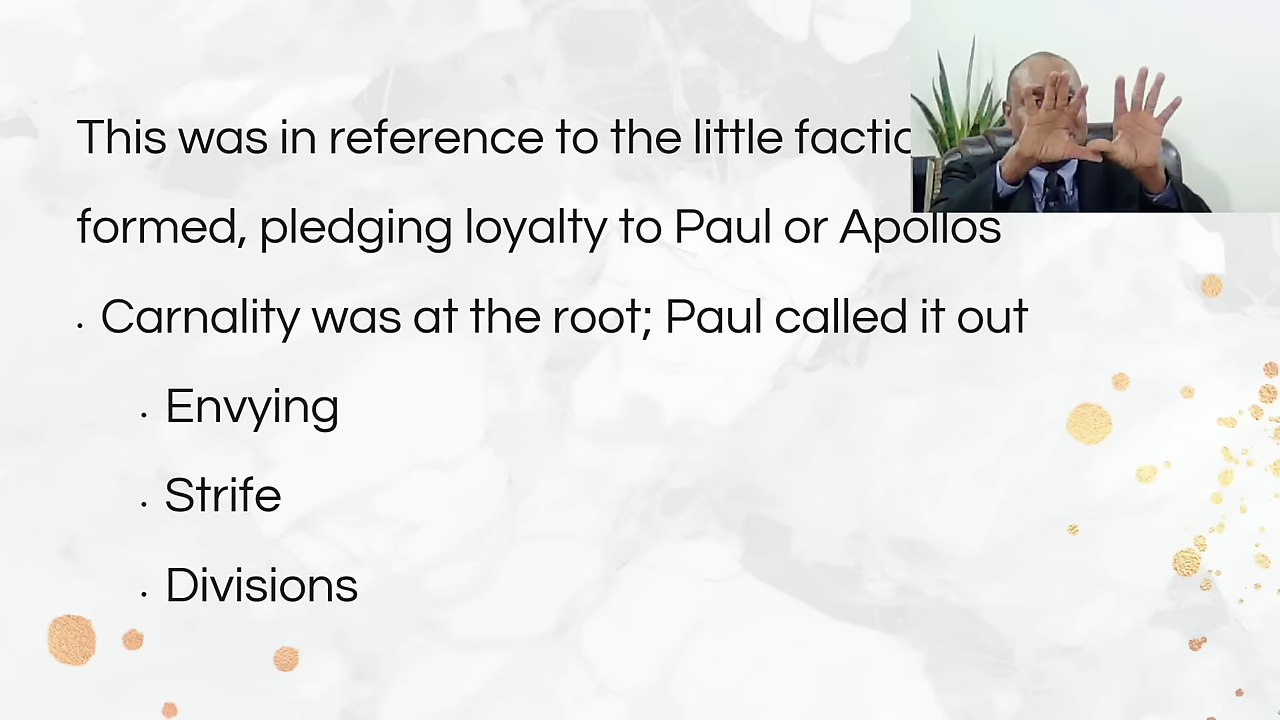 This was in reference to the little
formed, pledging loyalty to Paul or Apollos
· Carnality was at the root; Paul called it out
· Envying
· Strife
· Divisions